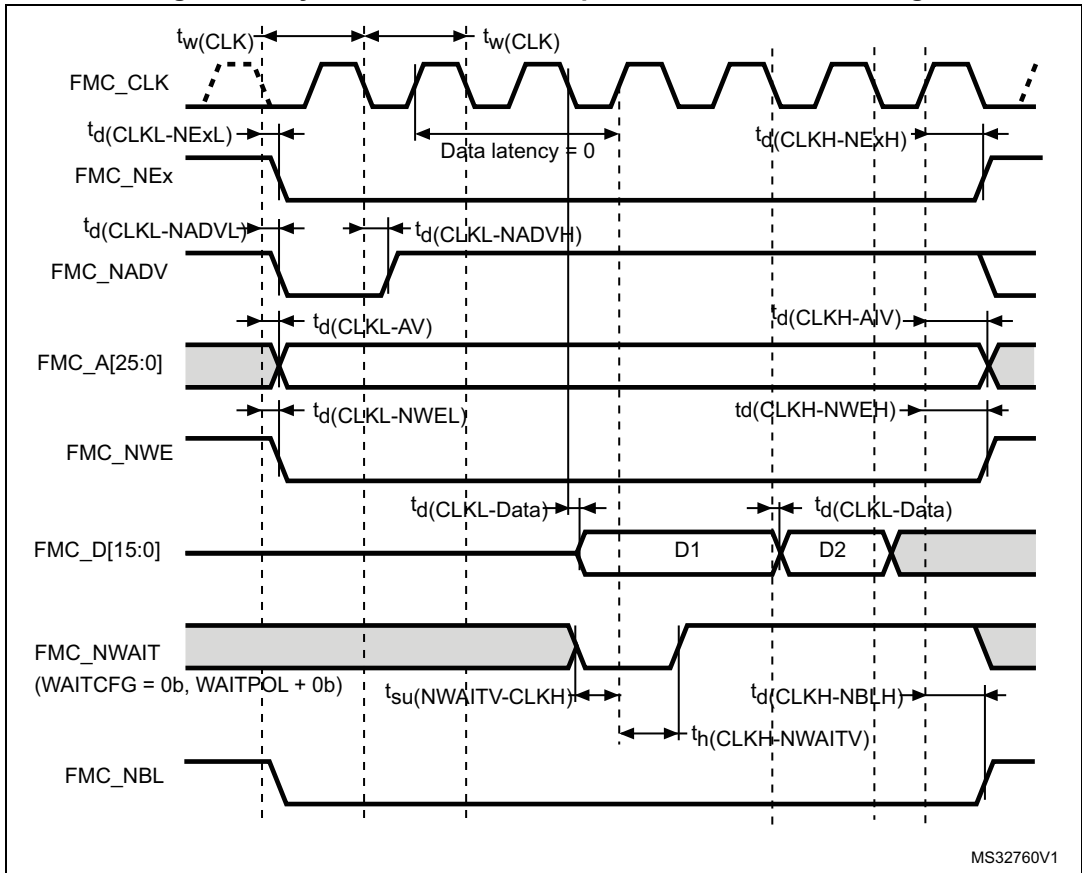 tw(CLK)
tw(CLK)
FMC_CLK
td(CLKL-NExL)
Data latency = 0
td(CLKH-NExH)
FMC_NEx
td(CLKL-NADVL)
td(CLKL-NADVH)
FMC_NADV
td(CLKL-AV)
td(CLKH-AIV)
FMC_A[25:0]
td(CLKL-NWEL)
td(CLKH-NWEH)
FMC_NWE
td(CLKL-Data)
td(CLKL-Data)
FMC_D[15:0]
D1
D2
FMC_NWAIT
(WAITCFG = 0b, WAITPOL + 0b)
tsu(NWAITV-CLKH)
td(CLKH-NBLH)
th(CLKH-NWAITV)
FMC_NBL
MS32760V1